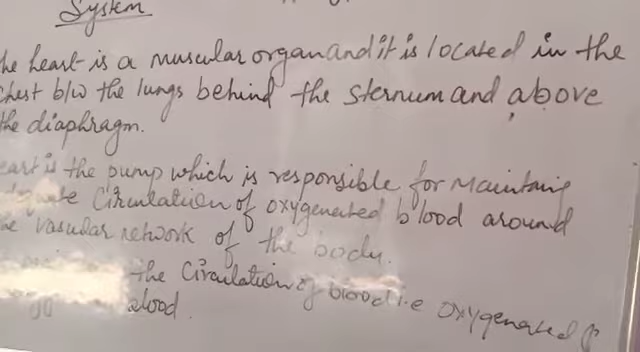 System
he heart is a muscular organ and it is located in the
chest b/w the lungs behind the sternum and above
the diaphragm.
eart is the pump which is responsible for Maintaing
Circulation of oxygenated blood around
he vasular network of the body.
the Circulation of blood i.e oxygenated
blood.